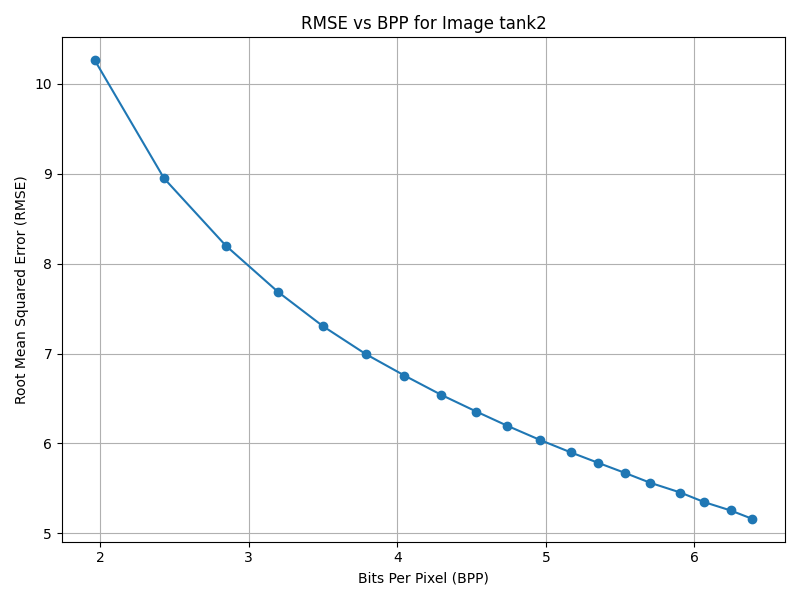 RMSE vs BPP for Image tank2
Root Mean Squared Error (RMSE)
10
9
8
7
6
5
2 3 4 5 6
Bits Per Pixel (BPP)